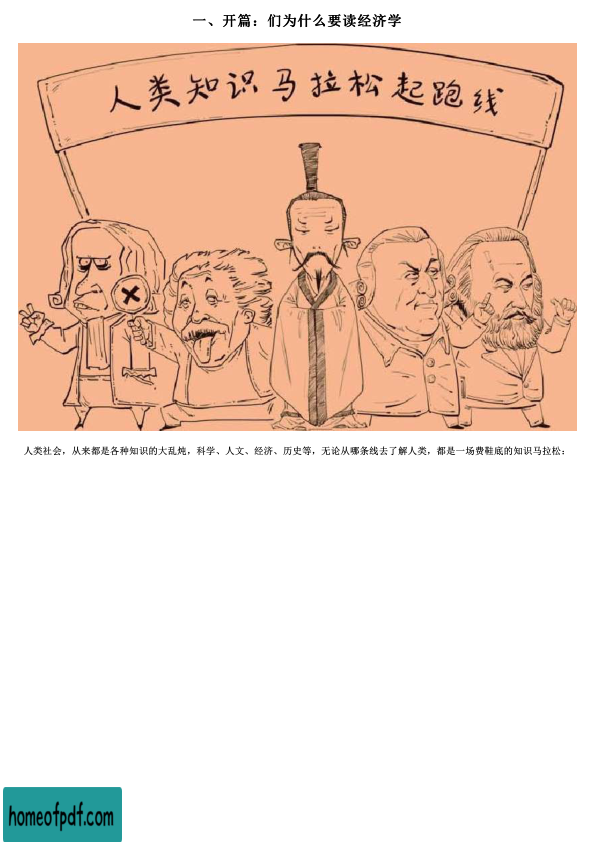 一、开篇：们为什么要读经济学
人类知识马拉松起跑线
人类社会，从来都是各种知识的大乱炖，科学、人文、经济、历史等，无论从哪条线去了解人类，都是一场费鞋底的知识马拉松；
homeofpdf.com